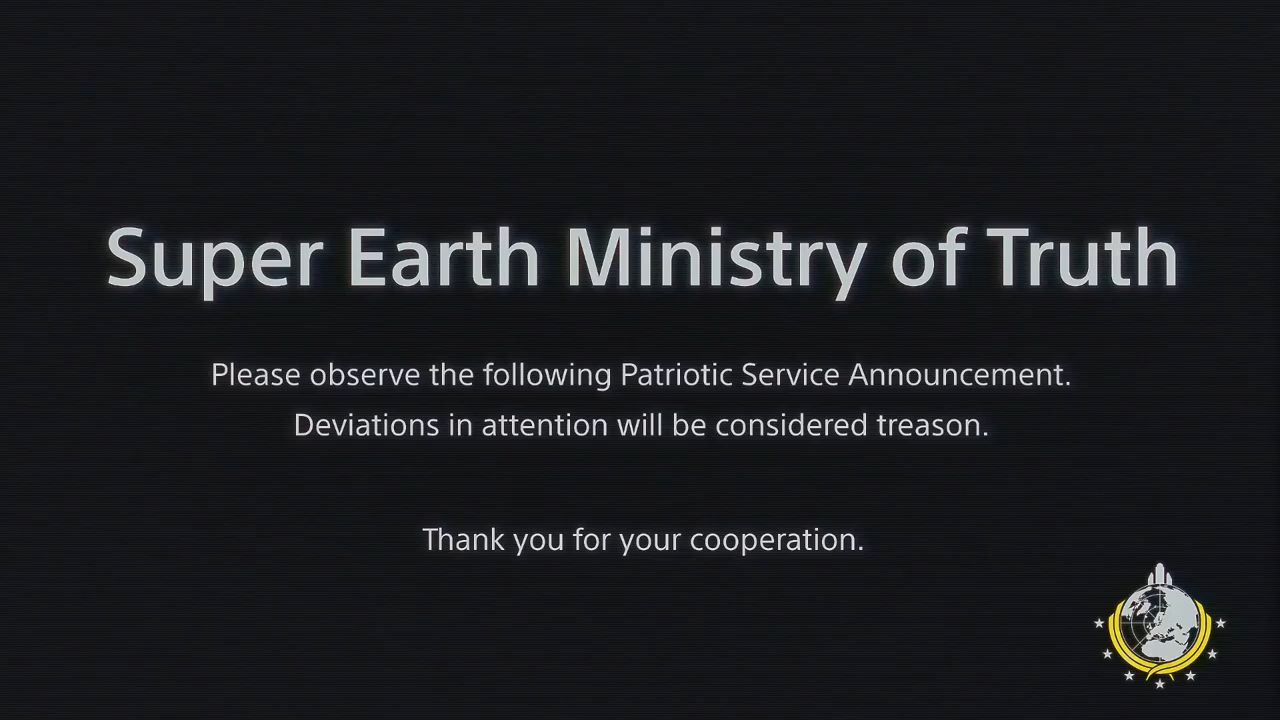 Super Earth Ministry of Truth
Please observe the following Patriotic Service Announcement.
Deviations in attention will be considered treason.
Thank you for your cooperation.